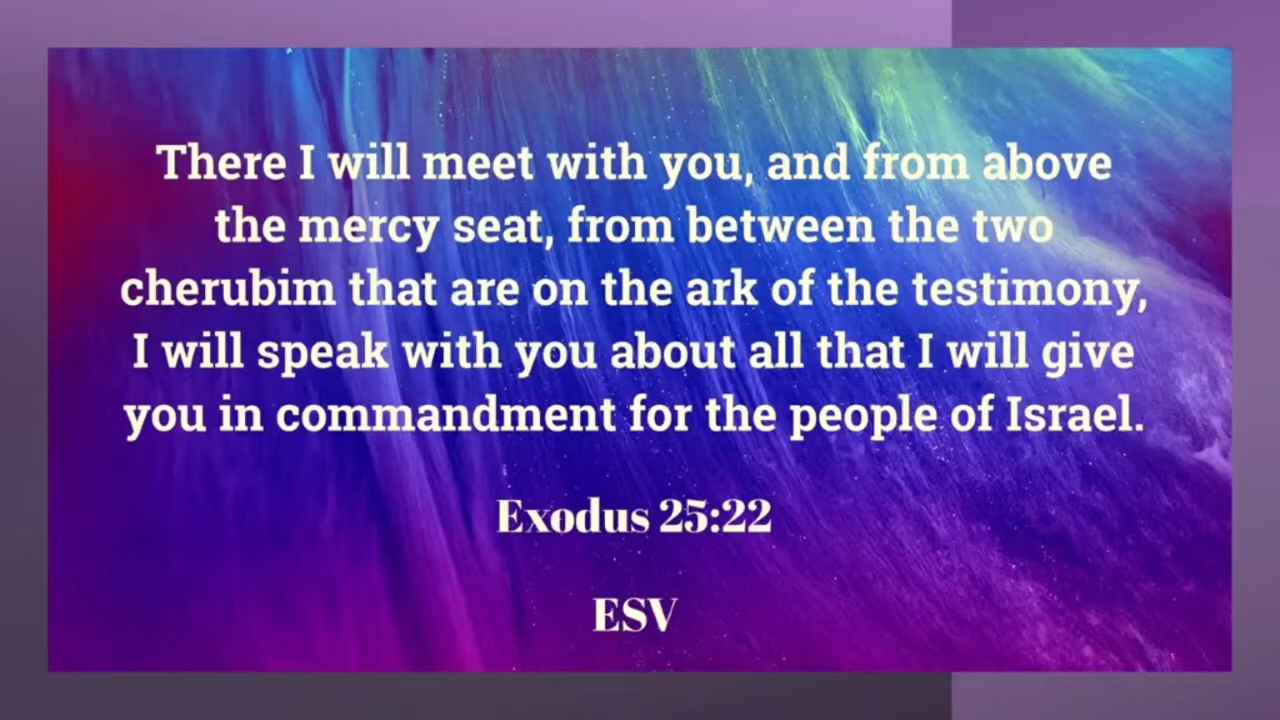 There I will meet with you, and from above
the mercy seat, from between the two
cherubim that are on the ark of the testimony,
I will speak with you about all that I will give
you in commandment for the people of Israel.
Exodus 25:22
ESV